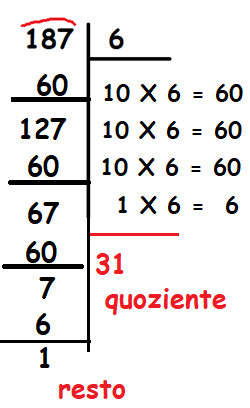 187 6
60 10 X 6 = 60
127 10 X 6 = 60
60 10 X 6 = 60
67 1 X 6 = 6
60 31
7 quoziente
6
1
resto